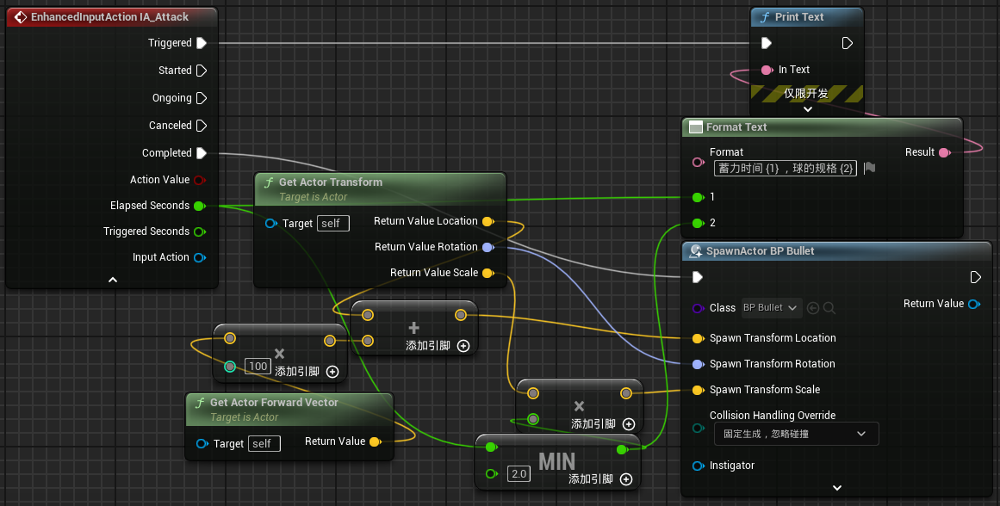 EnhancedInputAction IA_Attack
Triggered
Started
Ongoing
Canceled
Completed
Action Value
Elapsed Seconds
Triggered Seconds
Input Action
Print Text
In Text
仅限开发
Format Text
Format
蓄力时间 {1} ，球的规格 {2}
Result
1
2
Get Actor Transform
Target is Actor
Target self
Return Value Location
Return Value Rotation
Return Value Scale
+
添加引脚
×
100 添加引脚
Get Actor Forward Vector
Target is Actor
Target self
Return Value
×
添加引脚
MIN
2.0 添加引脚
SpawnActor BP Bullet
Class BP Bullet
Return Value
Spawn Transform Location
Spawn Transform Rotation
Spawn Transform Scale
Collision Handling Override
固定生成，忽略碰撞
Instigator